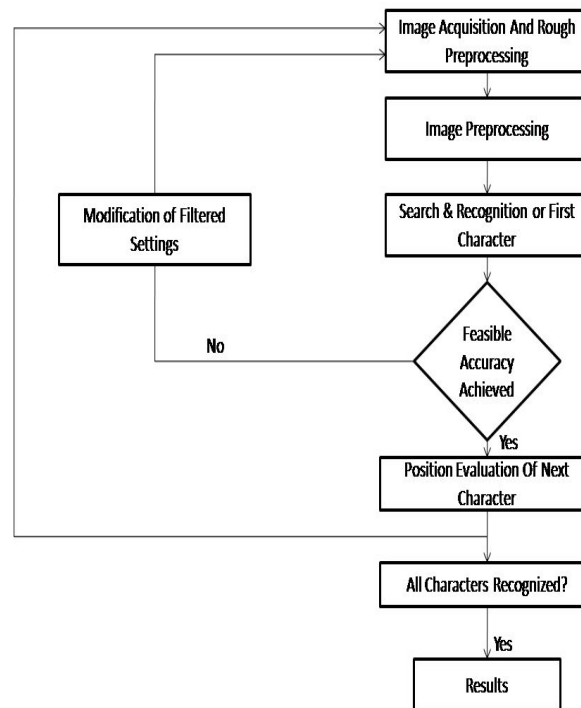 Image Acquisition And Rough
Preprocessing
Image Preprocessing
Modification of Filtered
Settings
Search & Recognition or First
Character
No
Feasible
Accuracy
Achieved
Yes
Position Evaluation Of Next
Character
All Characters Recognized?
Yes
Results